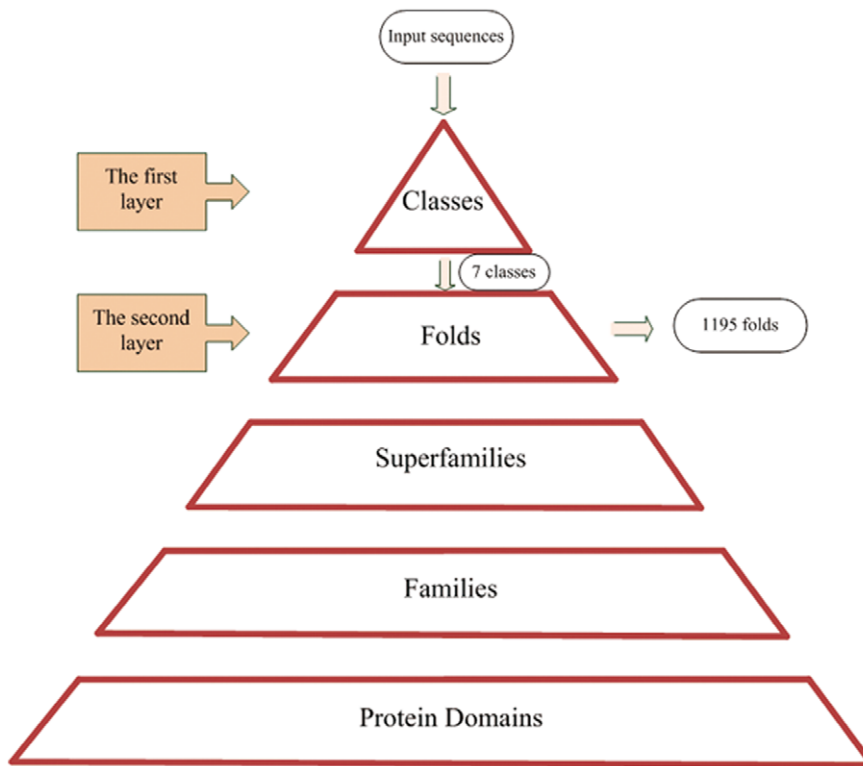 Input sequences
The first
layer
Classes
7 classes
The second
layer
Folds
1195 folds
Superfamilies
Families
Protein Domains